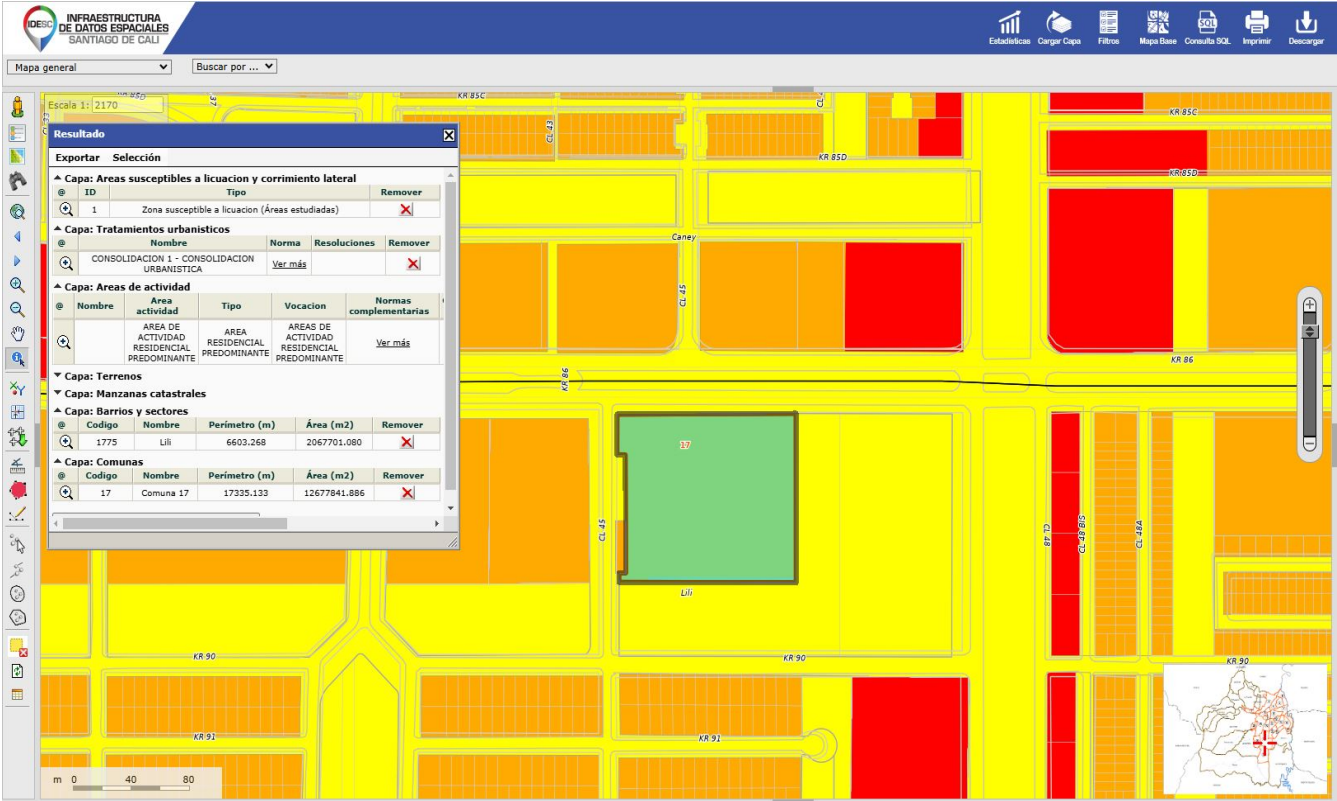 IDESC
INFRAESTRUCTURA
DE DATOS ESPACIALES
SANTIAGO DE CALI
Estadísticas
Cargar Capa
Filtros
Mapa Base
SQL
Consulta SQL
Imprimir
Descargar
Mapa general
Buscar por ...
Escala 1: 2170
Resultado
Exportar Selección
Capa: Areas susceptibles a licuacion y corrimiento lateral
@ ID Tipo Remover
1 Zona susceptible a licuacion (Áreas estudiadas)
Capa: Tratamientos urbanisticos
@ Nombre Norma Resoluciones Remover
CONSOLIDACION 1 - CONSOLIDACION
URBANISTICA
Ver más
Capa: Areas de actividad
@ Nombre Area
actividad
Tipo Vocacion Normas
complementarias
AREA DE
ACTIVIDAD
RESIDENCIAL
PREDOMINANTE
AREA
RESIDENCIAL
PREDOMINANTE
AREAS DE
ACTIVIDAD
RESIDENCIAL
PREDOMINANTE
Ver más
Capa: Terrenos
Capa: Manzanas catastrales
Capa: Barrios y sectores
@ Codigo Nombre Perímetro (m) Área (m2) Remover
1775 Lili 6603.268 2067701.080
Capa: Comunas
@ Codigo Nombre Perímetro (m) Área (m2) Remover
17 Comuna 17 17335.133 12677841.886
KR 85C
KR 85C
CL 43
KR 85D
KR 85D
Caney
CL 45
KR 86
KR 86
17
CL 45
CL 48
CL 48 BIS
CL 48A
Lili
KR 90
KR 90
KR 90
KR 91
KR 91
m 0 40 80